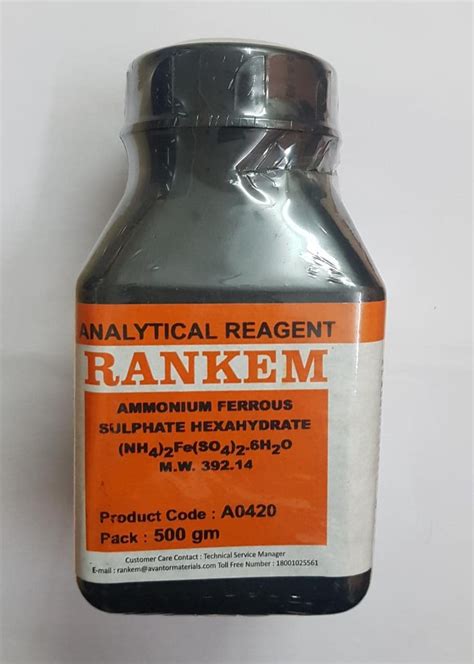 ANALYTICAL REAGENT
RANKEM
AMMONIUM FERROUS
SULPHATE HEXAHYDRATE
(NH₄)₂Fe(SO₄)₂-6H₂O
M.W. 392.14
Product Code : A0420
Pack : 500 gm
Customer Care Contact : Technical Service Manager
E-mail : rankem@avantormaterials.com Toll Free Number : 18001025561